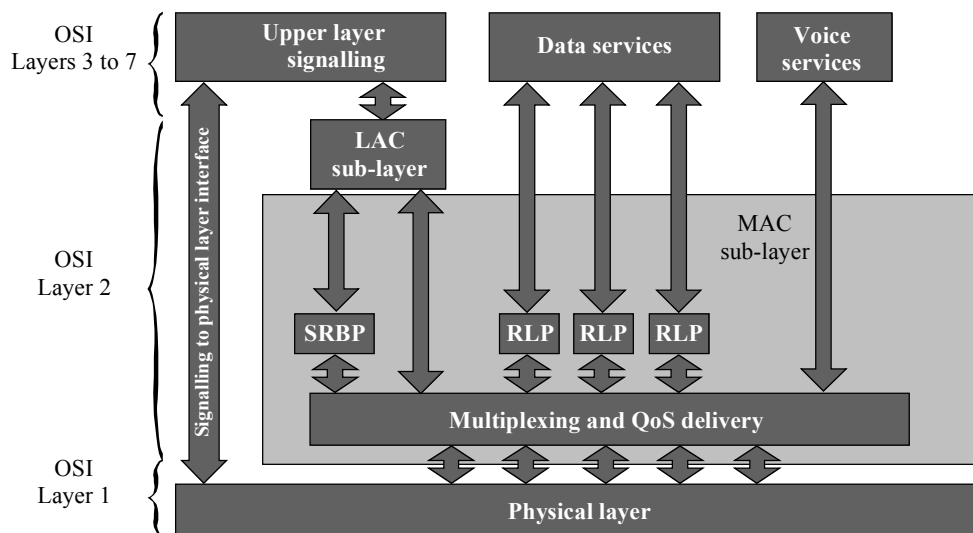 OSI
Layers 3 to 7
Upper layer
signalling
Data services
Voice
services
LAC
sub-layer
Signalling to physical layer interface
MAC
sub-layer
OSI
Layer 2
SRBP
RLP
RLP
RLP
Multiplexing and QoS delivery
OSI
Layer 1
Physical layer